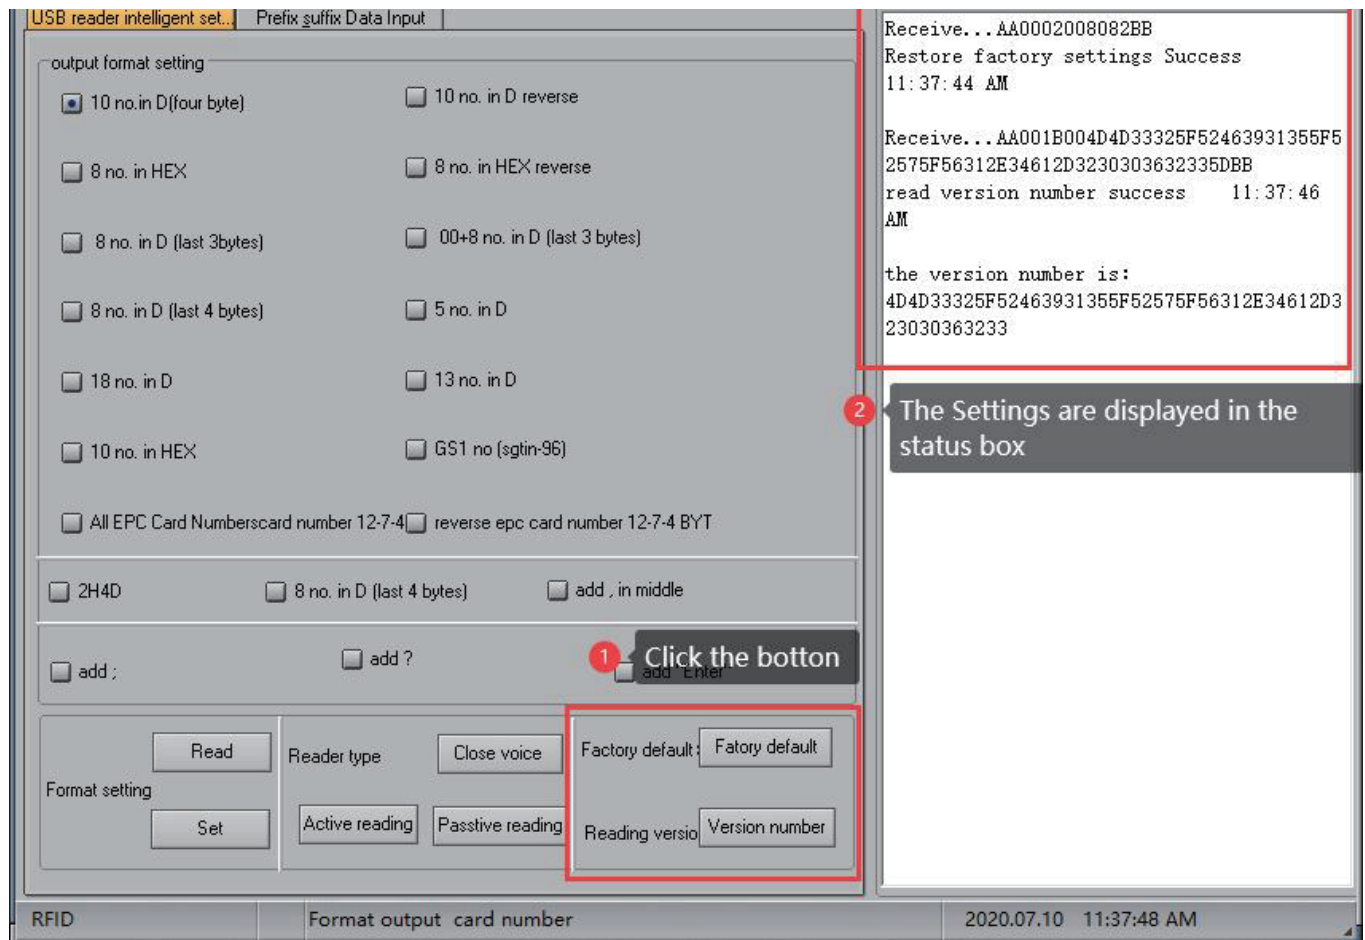 USB reader intelligent set..
Prefix suffix Data Input
output format setting
10 no.in D(four byte)
10 no. in D reverse
8 no. in HEX
8 no. in HEX reverse
8 no. in D (last 3bytes)
00+8 no. in D (last 3 bytes)
8 no. in D (last 4 bytes)
5 no. in D
18 no. in D
13 no. in D
10 no. in HEX
GS1 no (sgtin-96)
All EPC Card Numberscard number 12-7-4
reverse epc card number 12-7-4 BYT
2H4D
8 no. in D (last 4 bytes)
add , in middle
add ;
add ?
add "Enter"
1
Click the botton
Format setting
Read
Set
Reader type
Close voice
Active reading
Passtive reading
Factory default:
Fatory default
Reading versio
Version number
Receive...AA0002008082BB
Restore factory settings Success
11:37:44 AM
Receive...AA001B004D4D33325F52463931355F5
2575F56312E34612D3230303632335DBB
read version number success 11:37:46
AM
the version number is:
4D4D33325F52463931355F52575F56312E34612D3
23030363233
2
The Settings are displayed in the
status box
RFID
Format output card number
2020.07.10 11:37:48 AM